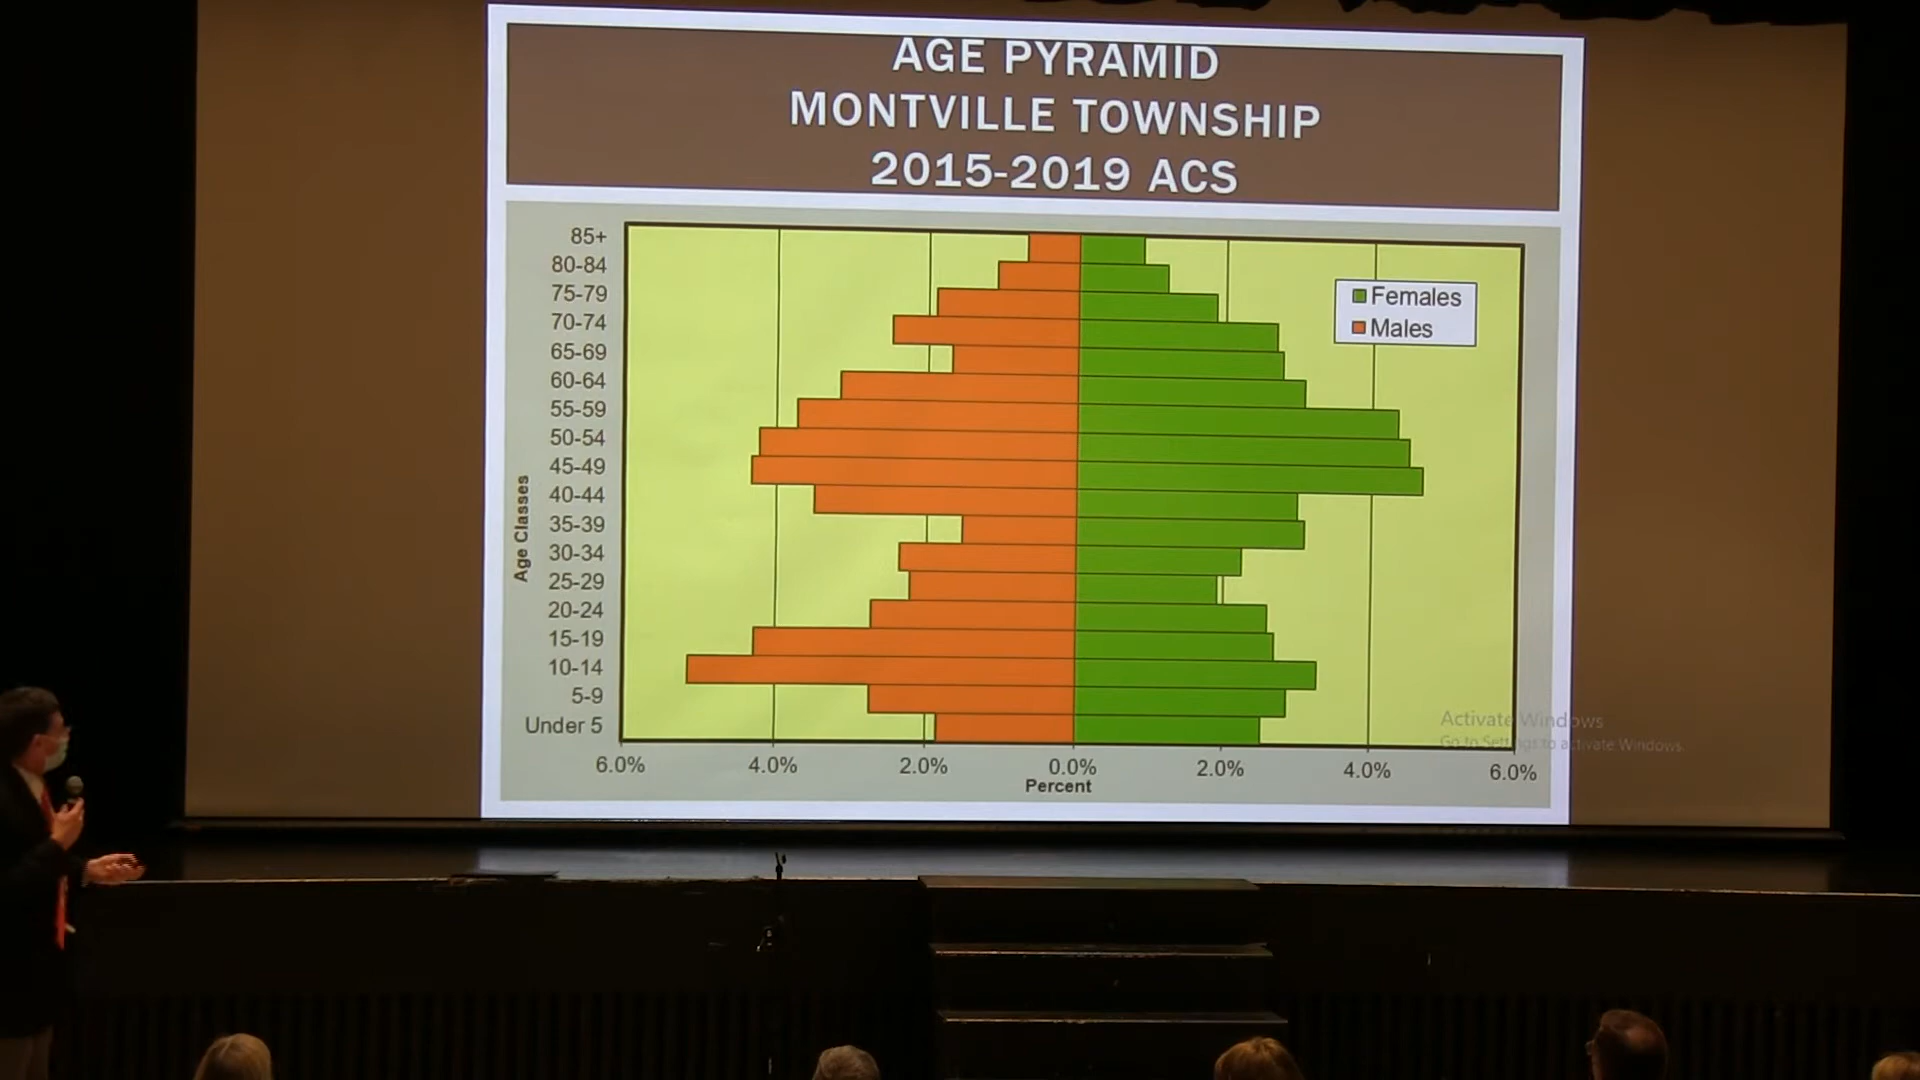 AGE PYRAMID
MONTVILLE TOWNSHIP
2015-2019 ACS
85+
80-84
75-79
70-74
65-69
60-64
55-59
50-54
45-49
40-44
35-39
30-34
25-29
20-24
15-19
10-14
5-9
Under 5
Age Classes
Females
Males
6.0% 4.0% 2.0% 0.0% 2.0% 4.0% 6.0%
Percent
Activate Windows
Go to Settings to activate Windows.